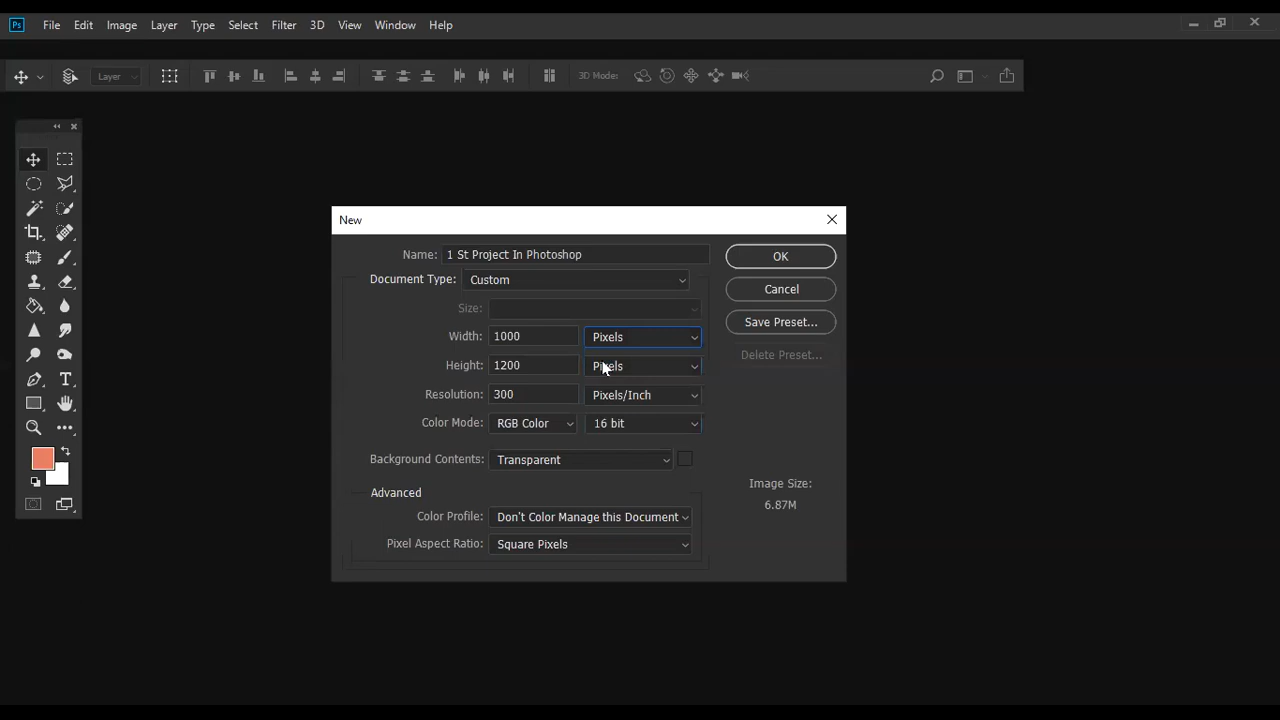 Ps File Edit Image Layer Type Select Filter 3D View Window Help
Layer 3D Mode:
New
Name: 1 St Project In Photoshop OK
Document Type: Custom Cancel
Size:
Width: 1000 Pixels Save Preset...
Height: 1200 Pixels Delete Preset...
Resolution: 300 Pixels/Inch
Color Mode: RGB Color 16 bit
Background Contents: Transparent
Image Size:
6.87M
Advanced
Color Profile: Don't Color Manage this Document
Pixel Aspect Ratio: Square Pixels